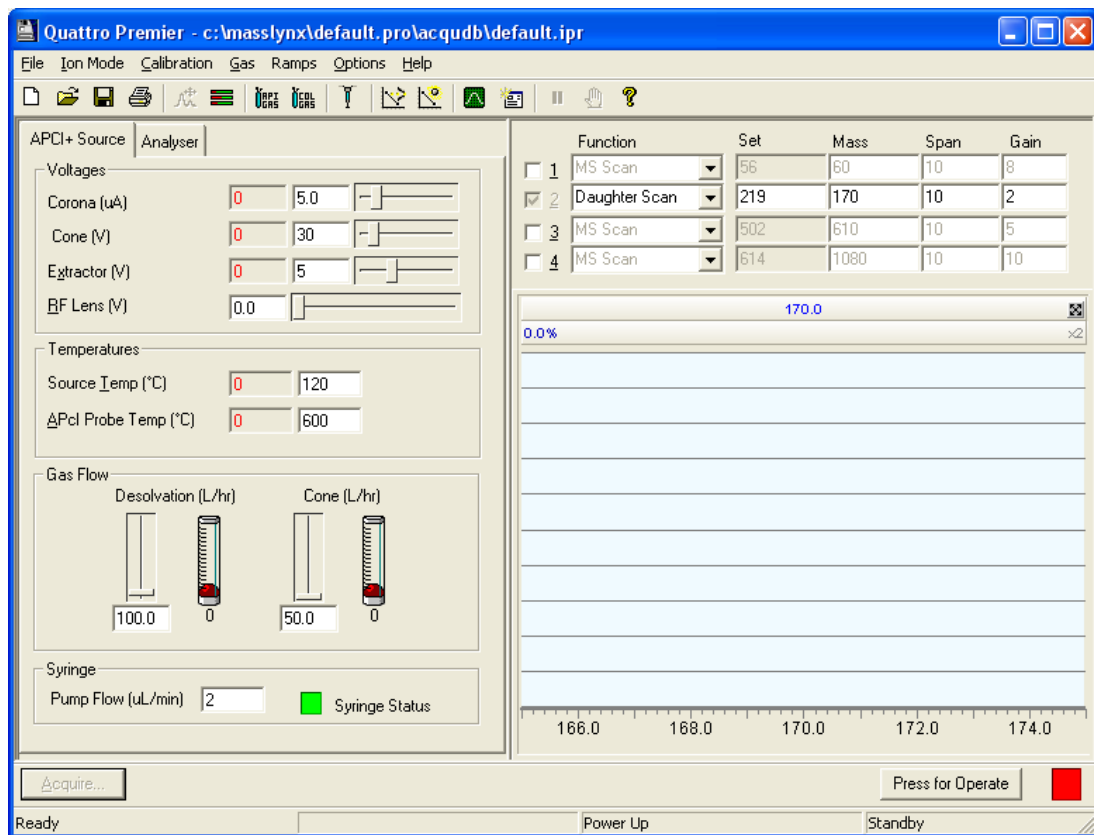 Quattro Premier - c:\masslynx\default.pro\acqudb\default.ipr
File Ion Mode Calibration Gas Ramps Options Help
API GAS COL GAS
APCI+ Source Analyser
Voltages
Corona (uA) 0 5.0
Cone (V) 0 30
Extractor (V) 0 5
RF Lens (V) 0.0
Temperatures
Source Temp (°C) 0 120
APcI Probe Temp (°C) 0 600
Gas Flow
Desolvation (L/hr) Cone (L/hr)
100.0 0 50.0 0
Syringe
Pump Flow (uL/min) 2 Syringe Status
Function Set Mass Span Gain
1 MS Scan 56 60 10 8
2 Daughter Scan 219 170 10 2
3 MS Scan 502 610 10 5
4 MS Scan 614 1080 10 10
170.0
0.0% x2
166.0 168.0 170.0 172.0 174.0
Acquire... Press for Operate
Ready Power Up Standby